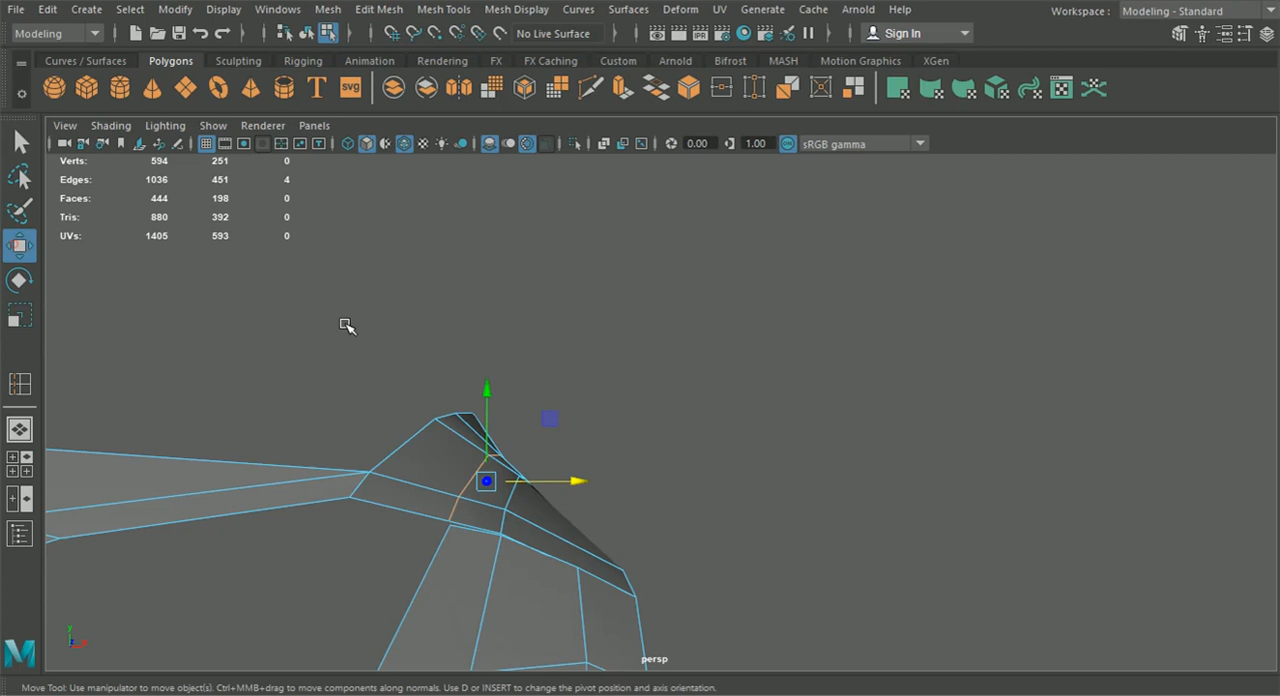 File Edit Create Select Modify Display Windows Mesh Edit Mesh Mesh Tools Mesh Display Curves Surfaces Deform UV Generate Cache Arnold Help Workspace : Modeling - Standard
Modeling No Live Surface Sign In
Curves / Surfaces Polygons Sculpting Rigging Animation Rendering FX FX Caching Custom Arnold Bifrost MASH Motion Graphics XGen
T SVG
View Shading Lighting Show Renderer Panels
0.00 1.00 sRGB gamma
Verts: 594 251 0
Edges: 1036 451 4
Faces: 444 198 0
Tris: 880 392 0
UVs: 1405 593 0
persp
Move Tool: Use manipulator to move object(s). Ctrl+MMB+drag to move components along normals. Use D or INSERT to change the pivot position and axis orientation.